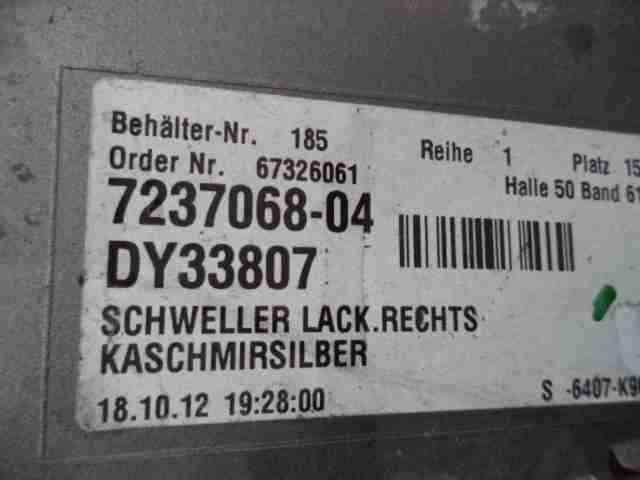 Behälter-Nr. 185 Reihe 1 Platz 15
Order Nr. 67326061 Halle 50 Band 61
7237068-04
DY33807
SCHWELLER LACK.RECHTS
KASCHMIRSILBER
18.10.12 19:28:00 S -6407-K90